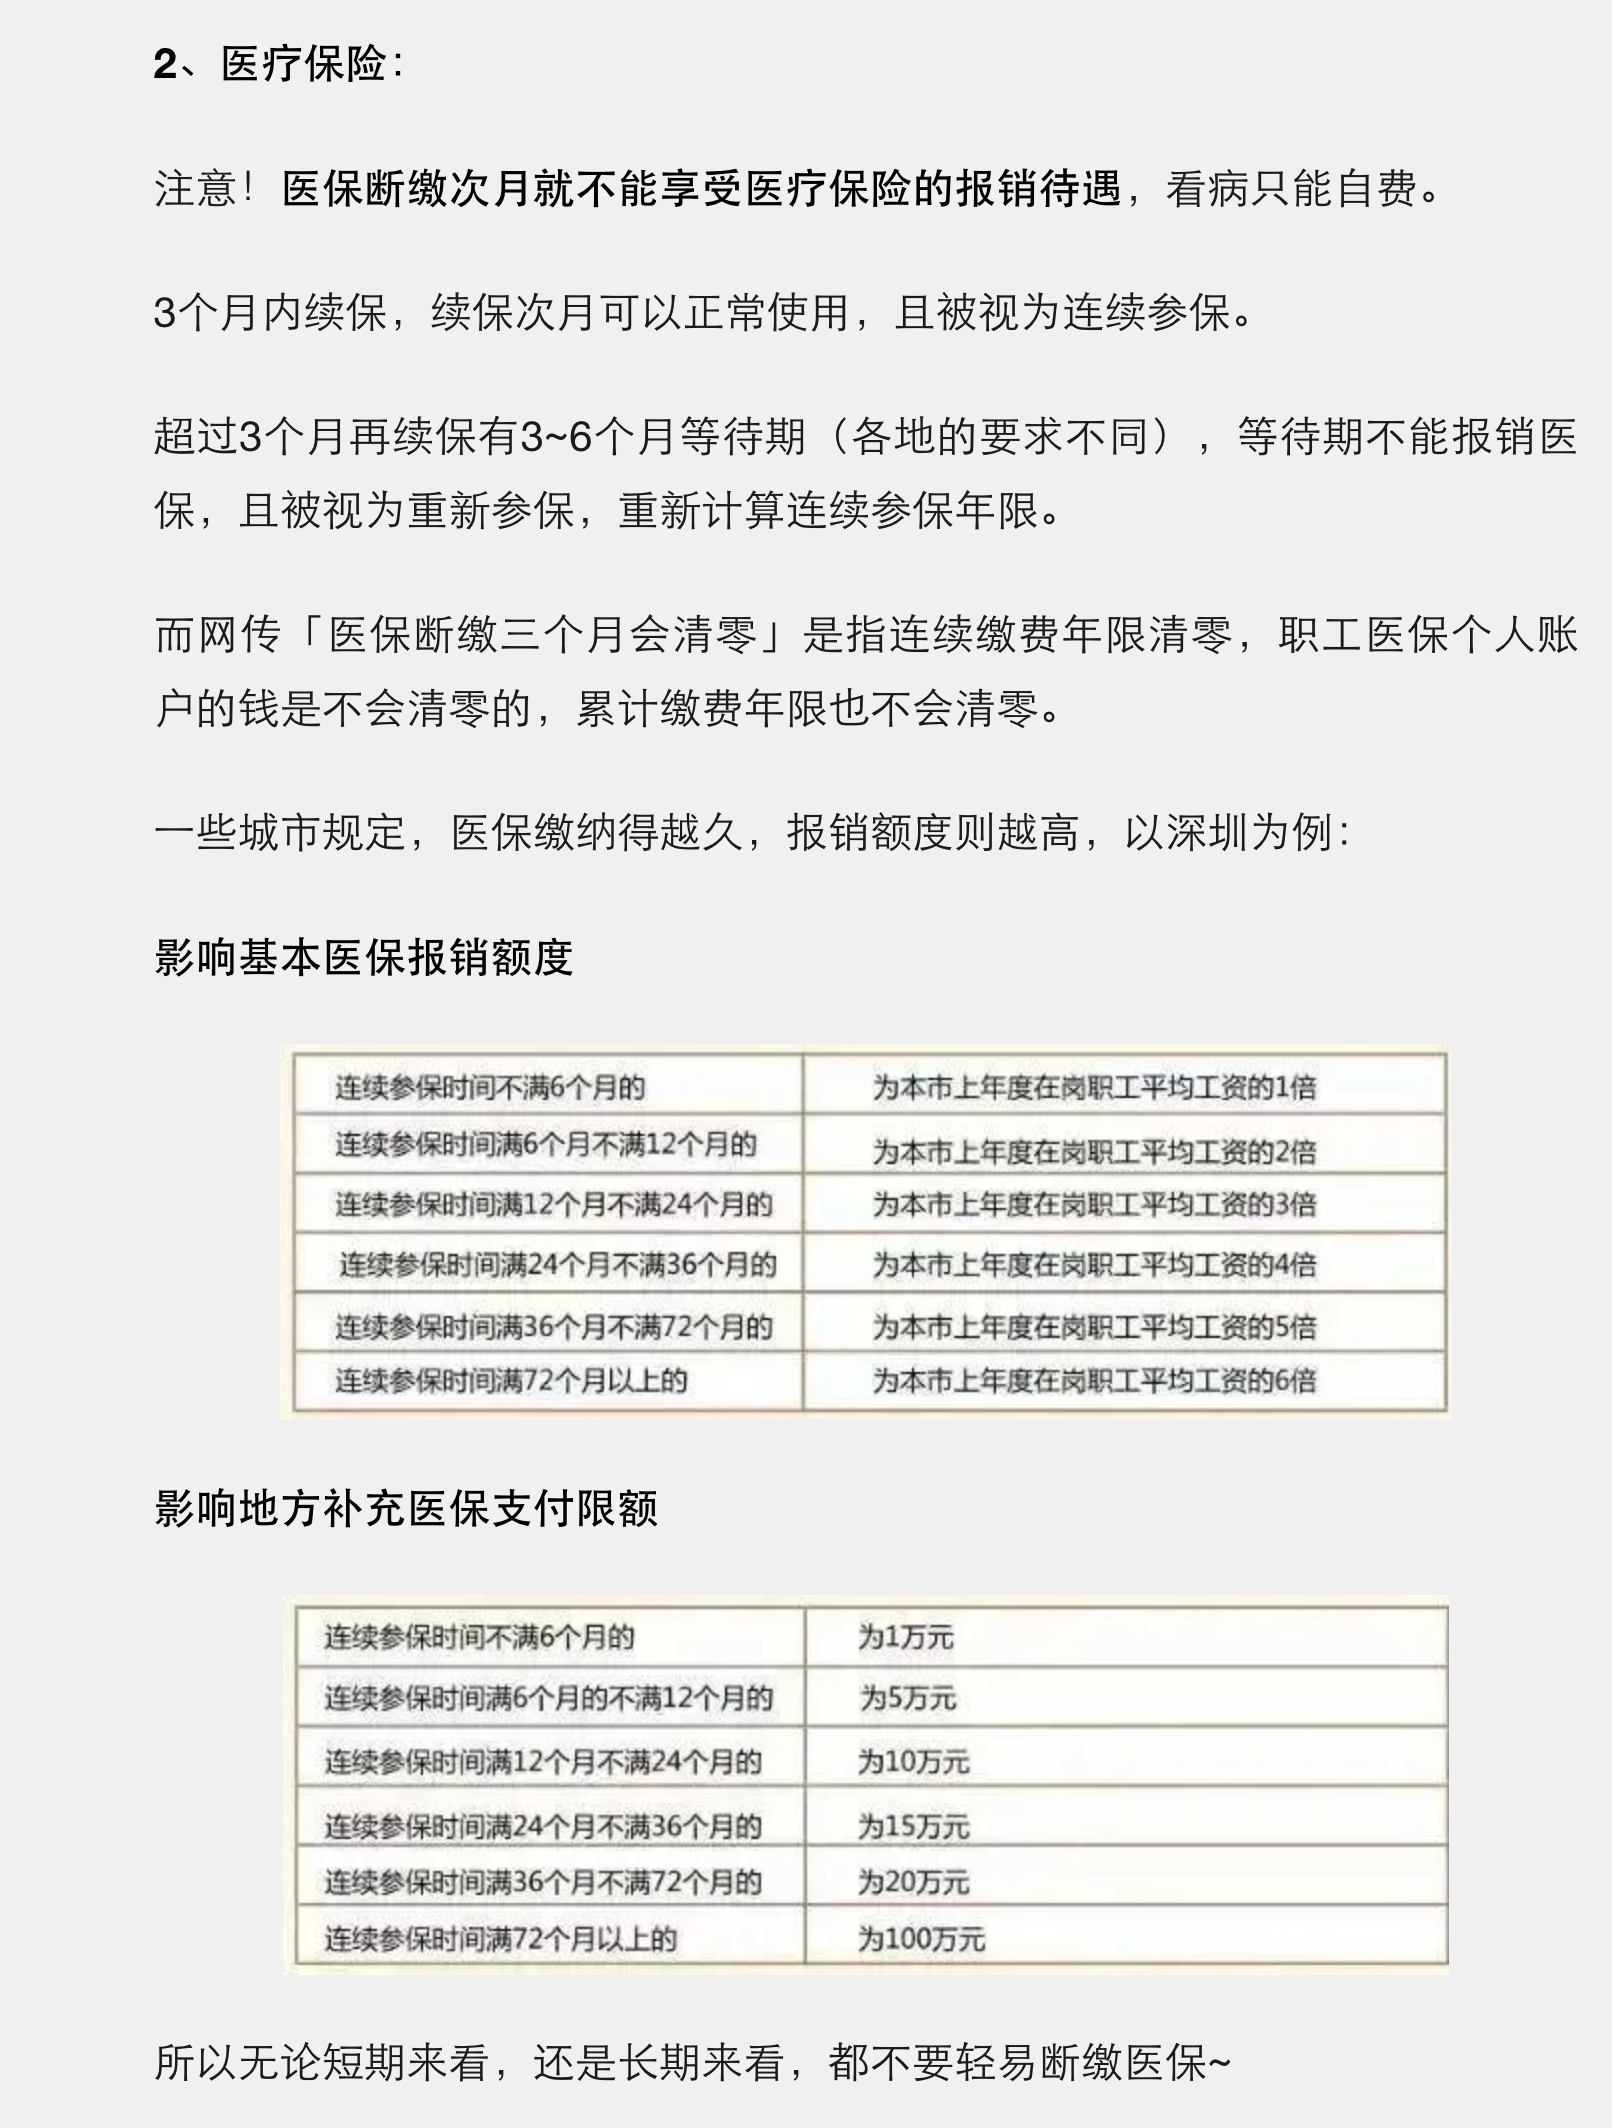 2、医疗保险：
注意！医保断缴次月就不能享受医疗保险的报销待遇，看病只能自费。
3个月内续保，续保次月可以正常使用，且被视为连续参保。
超过3个月再续保有3~6个月等待期（各地的要求不同），等待期不能报销医
保，且被视为重新参保，重新计算连续参保年限。
而网传「医保断缴三个月会清零」是指连续缴费年限清零，职工医保个人账
户的钱是不会清零的，累计缴费年限也不会清零。
一些城市规定，医保缴纳得越久，报销额度则越高，以深圳为例：
影响基本医保报销额度
连续参保时间不满6个月的 为本市上年度在岗职工平均工资的1倍
连续参保时间满6个月不满12个月的 为本市上年度在岗职工平均工资的2倍
连续参保时间满12个月不满24个月的 为本市上年度在岗职工平均工资的3倍
连续参保时间满24个月不满36个月的 为本市上年度在岗职工平均工资的4倍
连续参保时间满36个月不满72个月的 为本市上年度在岗职工平均工资的5倍
连续参保时间满72个月以上的 为本市上年度在岗职工平均工资的6倍
影响地方补充医保支付限额
连续参保时间不满6个月的 为1万元
连续参保时间满6个月的不满12个月的 为5万元
连续参保时间满12个月不满24个月的 为10万元
连续参保时间满24个月不满36个月的 为15万元
连续参保时间满36个月不满72个月的 为20万元
连续参保时间满72个月以上的 为100万元
所以无论短期来看，还是长期来看，都不要轻易断缴医保~